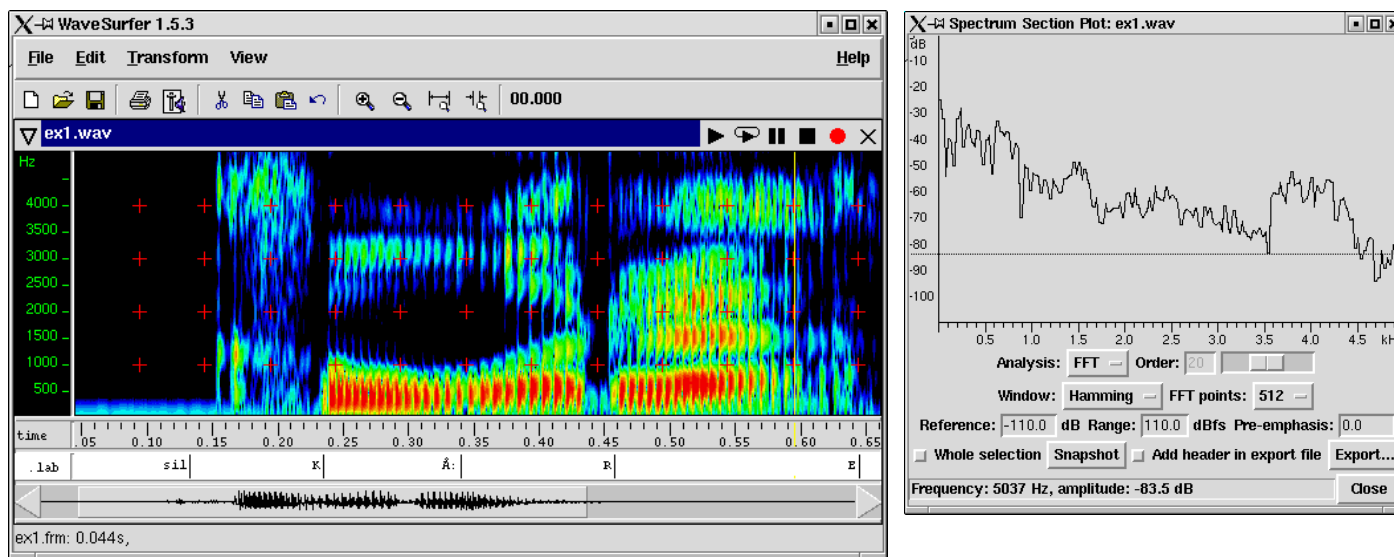 WaveSurfer 1.5.3
File Edit Transform View Help
00.000
ex1.wav
Hz
4000
3500
3000
2500
2000
1500
1000
500
time
.05 0.10 0.15 0.20 0.25 0.30 0.35 0.40 0.45 0.50 0.55 0.60 0.65
.lab sil K Å: R E
ex1.frm: 0.044s,
Spectrum Section Plot: ex1.wav
dB
-10
-20
-30
-40
-50
-60
-70
-80
-90
-100
0.5 1.0 1.5 2.0 2.5 3.0 3.5 4.0 4.5 kH
Analysis: FFT Order: 20
Window: Hamming FFT points: 512
Reference: -110.0 dB Range: 110.0 dBfs Pre-emphasis: 0.0
Whole selection Snapshot Add header in export file Export...
Frequency: 5037 Hz, amplitude: -83.5 dB Close